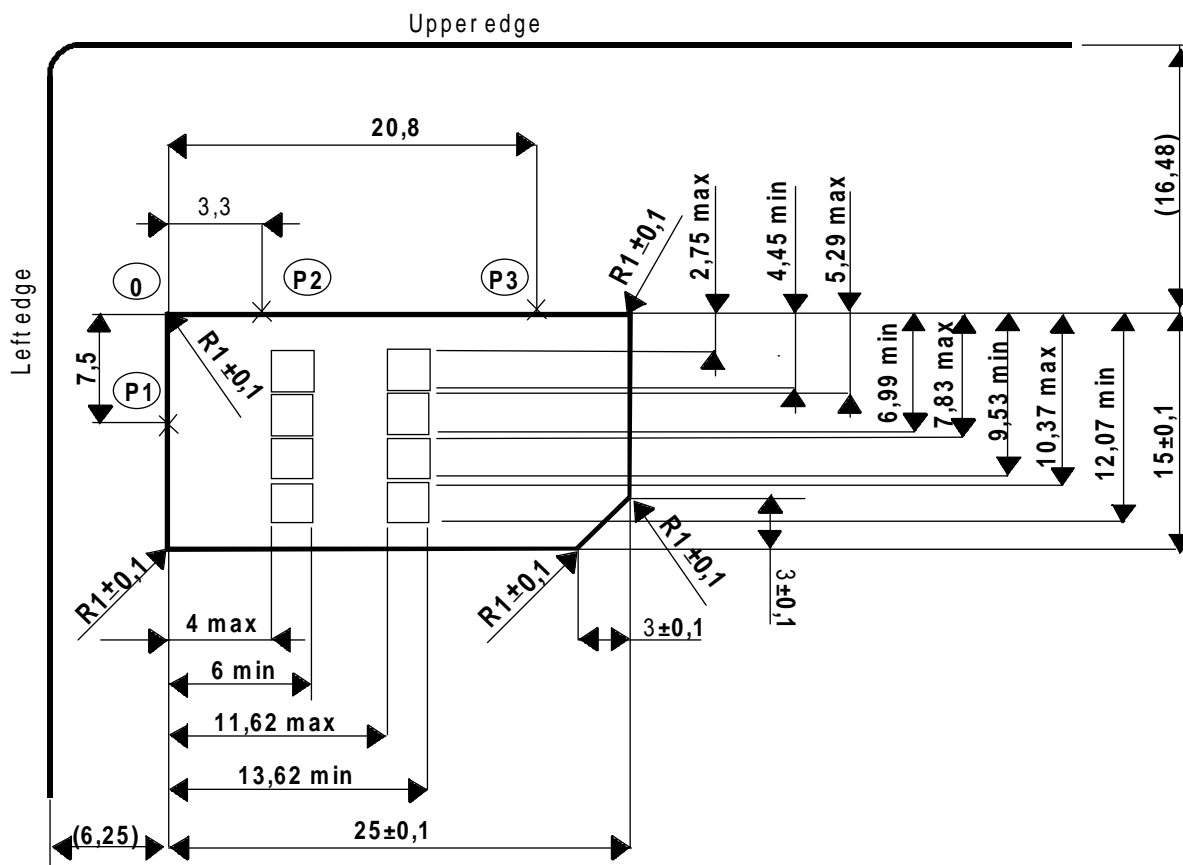 Upper edge
Left edge
20,8
3,3
0
P2
P3
R1±0,1
2,75 max
4,45 min
5,29 max
(16,48)
7,5
P1
R1±0,1
6,99 min
7,83 max
9,53 min
10,37 max
12,07 min
15±0,1
R1±0,1
R1±0,1
R1±0,1
3±0,1
3±0,1
4 max
6 min
11,62 max
13,62 min
(6,25)
25±0,1